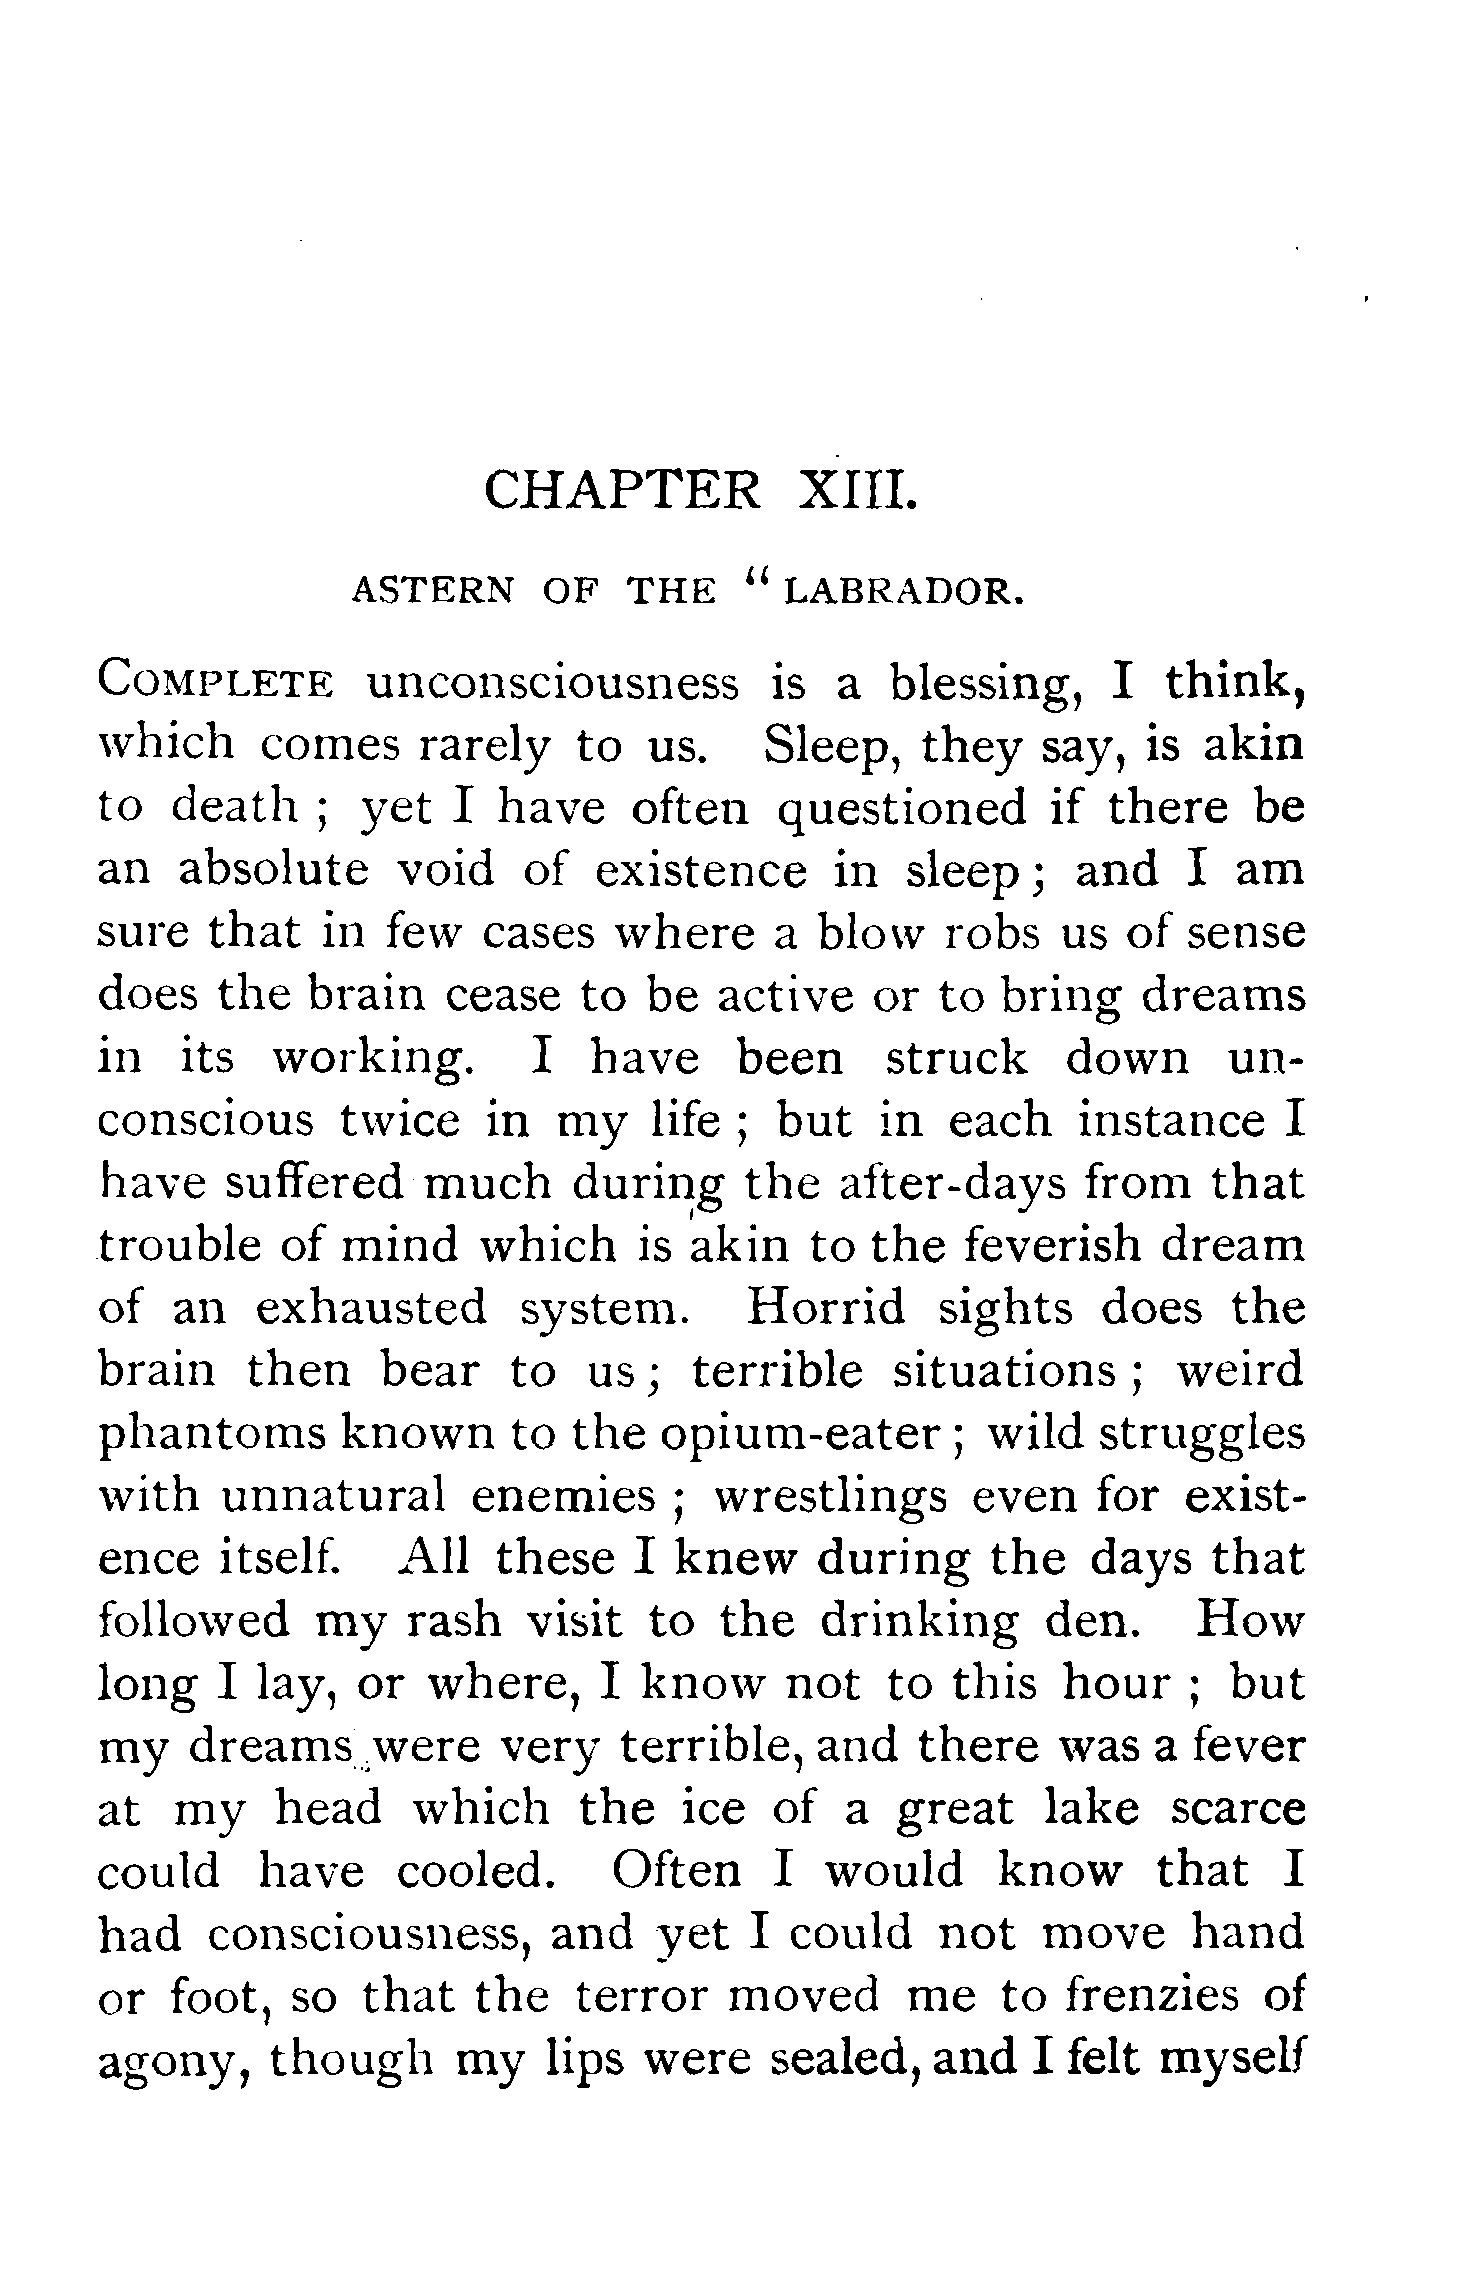 CHAPTER XIII.
ASTERN OF THE “ LABRADOR.
COMPLETE unconsciousness is a blessing, I think,
which comes rarely to us. Sleep, they say, is akin
to death ; yet I have often questioned if there be
an absolute void of existence in sleep ; and I am
sure that in few cases where a blow robs us of sense
does the brain cease to be active or to bring dreams
in its working. I have been struck down un-
conscious twice in my life ; but in each instance I
have suffered much during the after-days from that
trouble of mind which is akin to the feverish dream
of an exhausted system. Horrid sights does the
brain then bear to us ; terrible situations ; weird
phantoms known to the opium-eater ; wild struggles
with unnatural enemies ; wrestlings even for exist-
ence itself. All these I knew during the days that
followed my rash visit to the drinking den. How
long I lay, or where, I know not to this hour ; but
my dreams were very terrible, and there was a fever
at my head which the ice of a great lake scarce
could have cooled. Often I would know that I
had consciousness, and yet I could not move hand
or foot, so that the terror moved me to frenzies of
agony, though my lips were sealed, and I felt myself